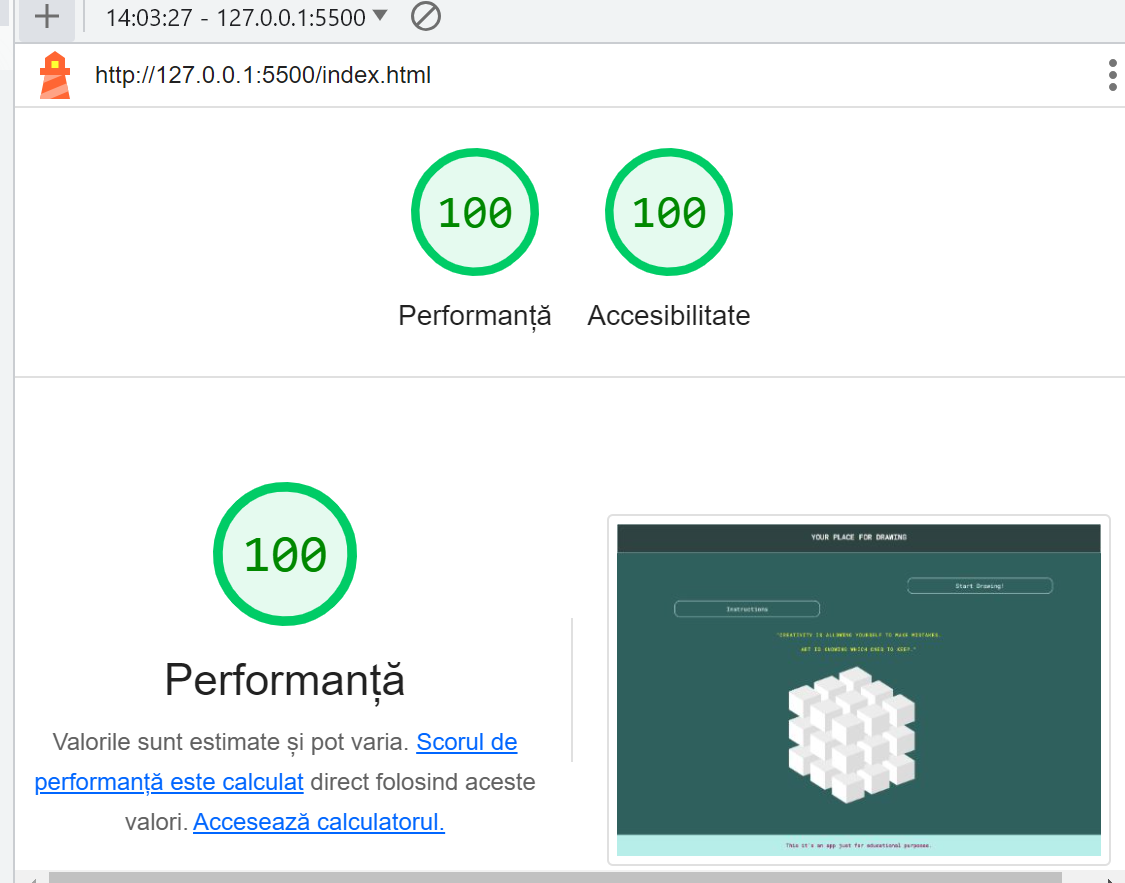 14:03:27 - 127.0.0.1:5500
http://127.0.0.1:5500/index.html
100
100
Performanță
Accesibilitate
100
Performanță
Valorile sunt estimate și pot varia. Scorul de
performanță este calculat direct folosind aceste
valori. Accesează calculatorul.
YOUR PLACE FOR DRAWING
Start Drawing!
Instructions
"CREATIVITY IS ALLOWING YOURSELF TO MAKE MISTAKES.
ART IS KNOWING WHICH ONES TO KEEP."
This it's an app just for educational purposes.